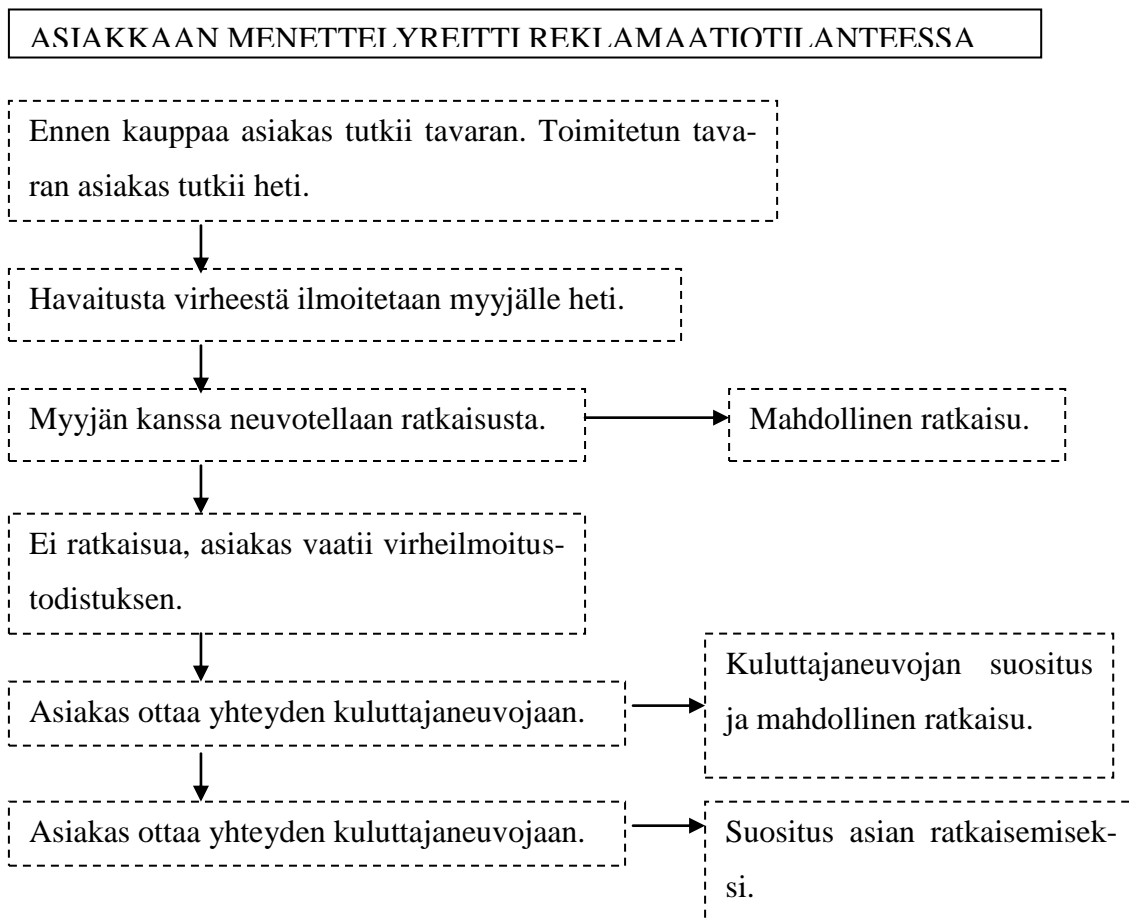 ASIAKKAAN MENETTELYREITTI REKLAMAATIOTILANTEESSA
Ennen kauppaa asiakas tutkii tavaran. Toimitetun tava-
ran asiakas tutkii heti.
Havaitusta virheestä ilmoitetaan myyjälle heti.
Myyjän kanssa neuvotellaan ratkaisusta.
Mahdollinen ratkaisu.
Ei ratkaisua, asiakas vaatii virheilmoitus-
todistuksen.
Asiakas ottaa yhteyden kuluttajaneuvojaan.
Kuluttajaneuvojan suositus
ja mahdollinen ratkaisu.
Asiakas ottaa yhteyden kuluttajaneuvojaan.
Suositus asian ratkaisemisek-
si.